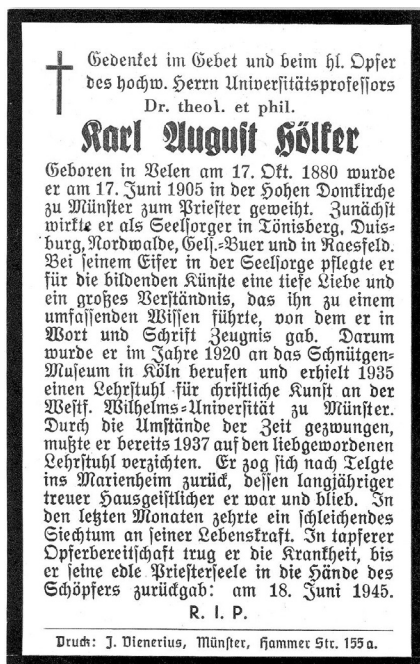 Gedenket im Gebet und beim hl. Opfer
des hochw. Herrn Universitätsprofessors
Dr. theol. et phil.
Karl August Hölker
Geboren in Velen am 17. Okt. 1880 wurde
er am 17. Juni 1905 in der Hohen Domkirche
zu Münster zum Priester geweiht. Zunächst
wirkte er als Seelsorger in Tönisberg, Duis-
burg, Nordwalde, Gels.-Buer und in Raesfeld.
Bei seinem Eifer in der Seelsorge pflegte er
für die bildenden Künste eine tiefe Liebe und
ein großes Verständnis, das ihn zu einem
umfassenden Wissen führte, von dem er in
Wort und Schrift Zeugnis gab. Darum
wurde er im Jahre 1920 an das Schnütgen-
Museum in Köln berufen und erhielt 1935
einen Lehrstuhl für christliche Kunst an der
Westf. Wilhelms-Universität zu Münster.
Durch die Umstände der Zeit gezwungen,
mußte er bereits 1937 auf den liebgewordenen
Lehrstuhl verzichten. Er zog sich nach Telgte
ins Marienheim zurück, dessen langjähriger
treuer Hausgeistlicher er war und blieb. In
den letzten Monaten zehrte ein schleichendes
Siechtum an seiner Lebenskraft. In tapferer
Opferbereitschaft trug er die Krankheit, bis
er seine edle Priesterseele in die Hände des
Schöpfers zurückgab: am 18. Juni 1945.
R. I. P.
Druck: J. Vienerius, Münster, Hammer Str. 155 a.